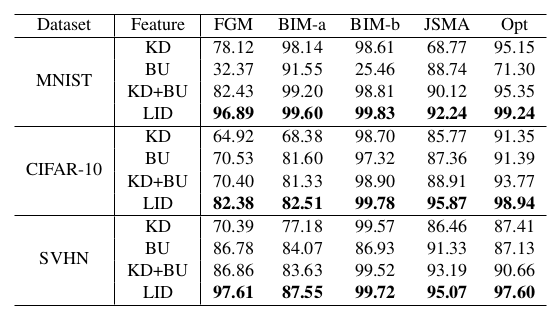 Dataset Feature FGM BIM-a BIM-b JSMA Opt
MNIST KD 78.12 98.14 98.61 68.77 95.15
BU 32.37 91.55 25.46 88.74 71.30
KD+BU 82.43 99.20 98.81 90.12 95.35
LID 96.89 99.60 99.83 92.24 99.24
CIFAR-10 KD 64.92 68.38 98.70 85.77 91.35
BU 70.53 81.60 97.32 87.36 91.39
KD+BU 70.40 81.33 98.90 88.91 93.77
LID 82.38 82.51 99.78 95.87 98.94
SVHN KD 70.39 77.18 99.57 86.46 87.41
BU 86.78 84.07 86.93 91.33 87.13
KD+BU 86.86 83.63 99.52 93.19 90.66
LID 97.61 87.55 99.72 95.07 97.60